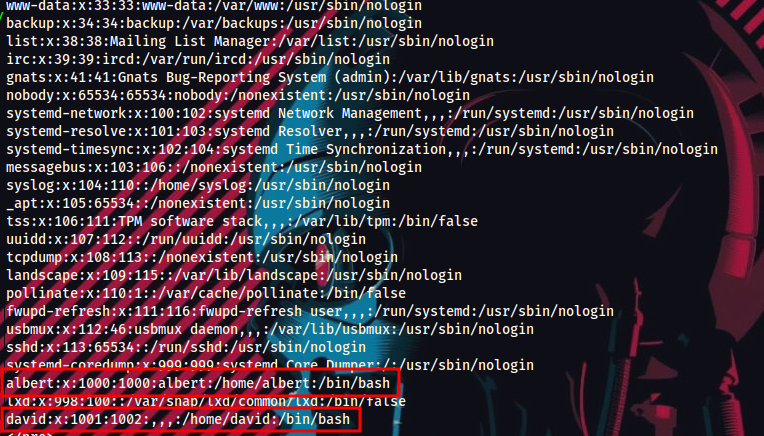 www-data:x:33:33:www-data:/var/www:/usr/sbin/nologin
backup:x:34:34:backup:/var/backups:/usr/sbin/nologin
list:x:38:38:Mailing List Manager:/var/list:/usr/sbin/nologin
irc:x:39:39:ircd:/var/run/ircd:/usr/sbin/nologin
gnats:x:41:41:Gnats Bug-Reporting System (admin):/var/lib/gnats:/usr/sbin/nologin
nobody:x:65534:65534:nobody:/nonexistent:/usr/sbin/nologin
systemd-network:x:100:102:systemd Network Management,,,:/run/systemd:/usr/sbin/nologin
systemd-resolve:x:101:103:systemd Resolver,,,:/run/systemd:/usr/sbin/nologin
systemd-timesync:x:102:104:systemd Time Synchronization,,,:/run/systemd:/usr/sbin/nologin
messagebus:x:103:106::/nonexistent:/usr/sbin/nologin
syslog:x:104:110::/home/syslog:/usr/sbin/nologin
_apt:x:105:65534::/nonexistent:/usr/sbin/nologin
tss:x:106:111:TPM software stack,,,:/var/lib/tpm:/bin/false
uuidd:x:107:112::/run/uuidd:/usr/sbin/nologin
tcpdump:x:108:113::/nonexistent:/usr/sbin/nologin
landscape:x:109:115::/var/lib/landscape:/usr/sbin/nologin
pollinate:x:110:1::/var/cache/pollinate:/bin/false
fwupd-refresh:x:111:116:fwupd-refresh user,,,:/run/systemd:/usr/sbin/nologin
usbmux:x:112:46:usbmux daemon,,,:/var/lib/usbmux:/usr/sbin/nologin
sshd:x:113:65534::/run/sshd:/usr/sbin/nologin
systemd-coredump:x:999:999:systemd Core Dumper:/:/usr/sbin/nologin
albert:x:1000:1000:albert:/home/albert:/bin/bash
lxd:x:998:100::/var/snap/lxd/common/lxd:/bin/false
david:x:1001:1002:,,,:/home/david:/bin/bash
</pre>